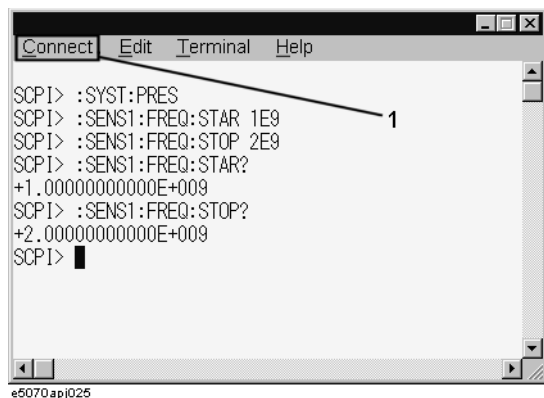 Connect Edit Terminal Help
SCPI> :SYST:PRES
SCPI> :SENS1:FREQ:STAR 1E9
1
SCPI> :SENS1:FREQ:STOP 2E9
SCPI> :SENS1:FREQ:STAR?
+1.00000000000E+009
SCPI> :SENS1:FREQ:STOP?
+2.00000000000E+009
SCPI>
e5070apj025